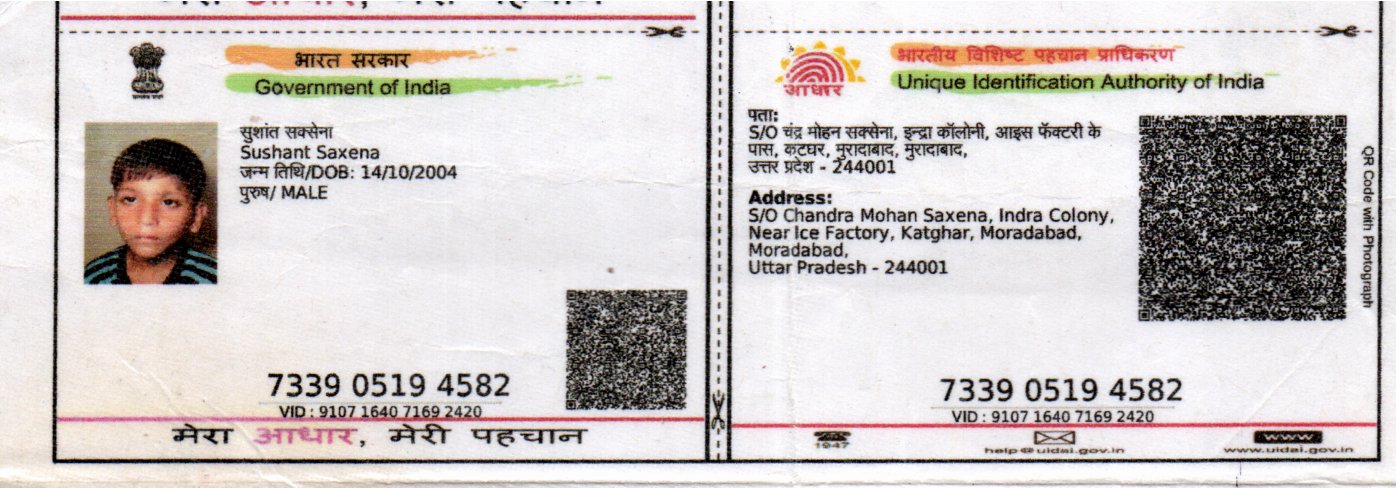 भारत सरकार
Government of India
सुशांत सक्सेना
Sushant Saxena
जन्म तिथि/DOB: 14/10/2004
पुरुष/ MALE
7339 0519 4582
VID : 9107 1640 7169 2420
मेरा आधार, मेरी पहचान
भारतीय विशिष्ट पहचान प्राधिकरण
Unique Identification Authority of India
आधार
पता:
S/O चंद्र मोहन सक्सेना, इन्द्रा कॉलोनी, आइस फॅक्टरी के
पास, कटघर, मुरादाबाद, मुरादाबाद,
उत्तर प्रदेश - 244001
Address:
S/O Chandra Mohan Saxena, Indra Colony,
Near Ice Factory, Katghar, Moradabad,
Moradabad,
Uttar Pradesh - 244001
QR Code with Photograph
7339 0519 4582
VID : 9107 1640 7169 2420
1947
help@uidai.gov.in
www
www.uidai.gov.in